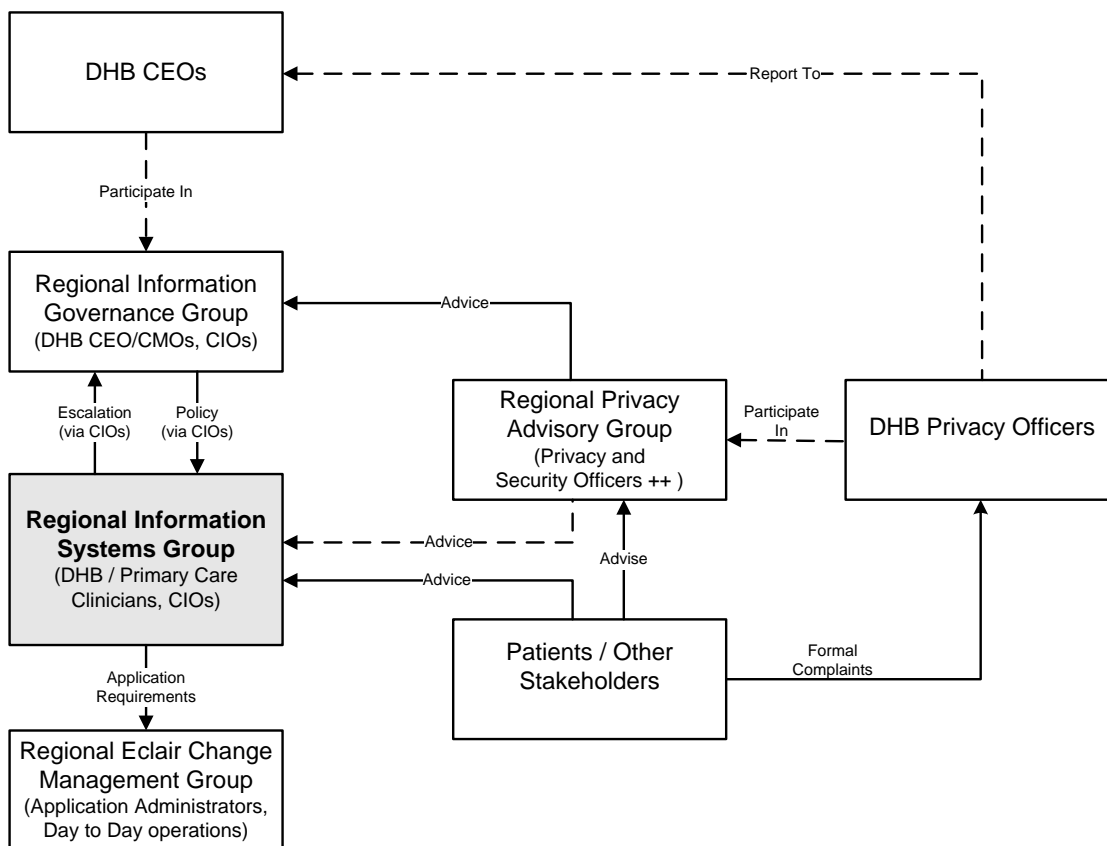 DHB CEOs
Report To
Participate In
Regional Information
Governance Group
(DHB CEO/CMOs, CIOs)
Advice
Escalation
(via CIOs)
Policy
(via CIOs)
Regional Privacy
Advisory Group
(Privacy and
Security Officers ++ )
Participate
In
DHB Privacy Officers
Regional Information
Systems Group
(DHB / Primary Care
Clinicians, CIOs)
Advice
Advice
Advise
Patients / Other
Stakeholders
Formal
Complaints
Application
Requirements
Regional Eclair Change
Management Group
(Application Administrators,
Day to Day operations)